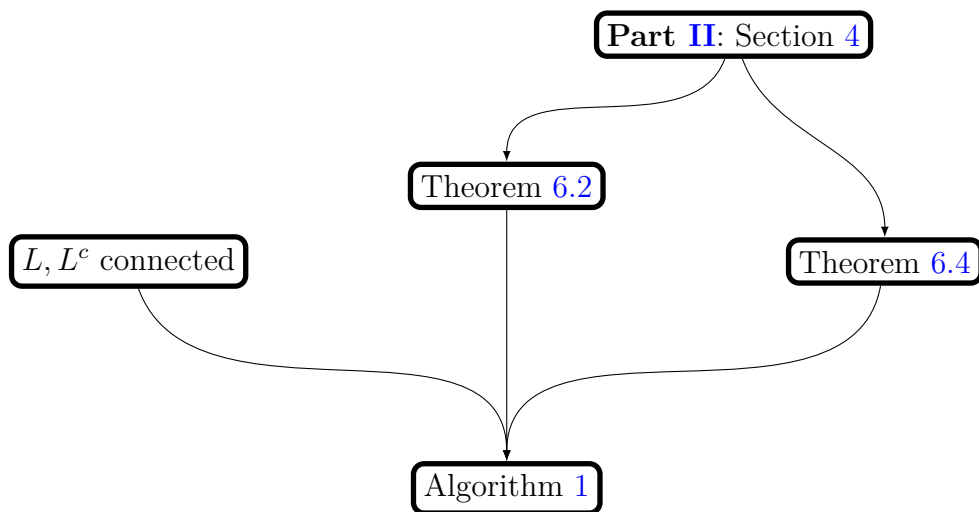 Part II: Section 4
Theorem 6.2
L, L^c connected
Theorem 6.4
Algorithm 1